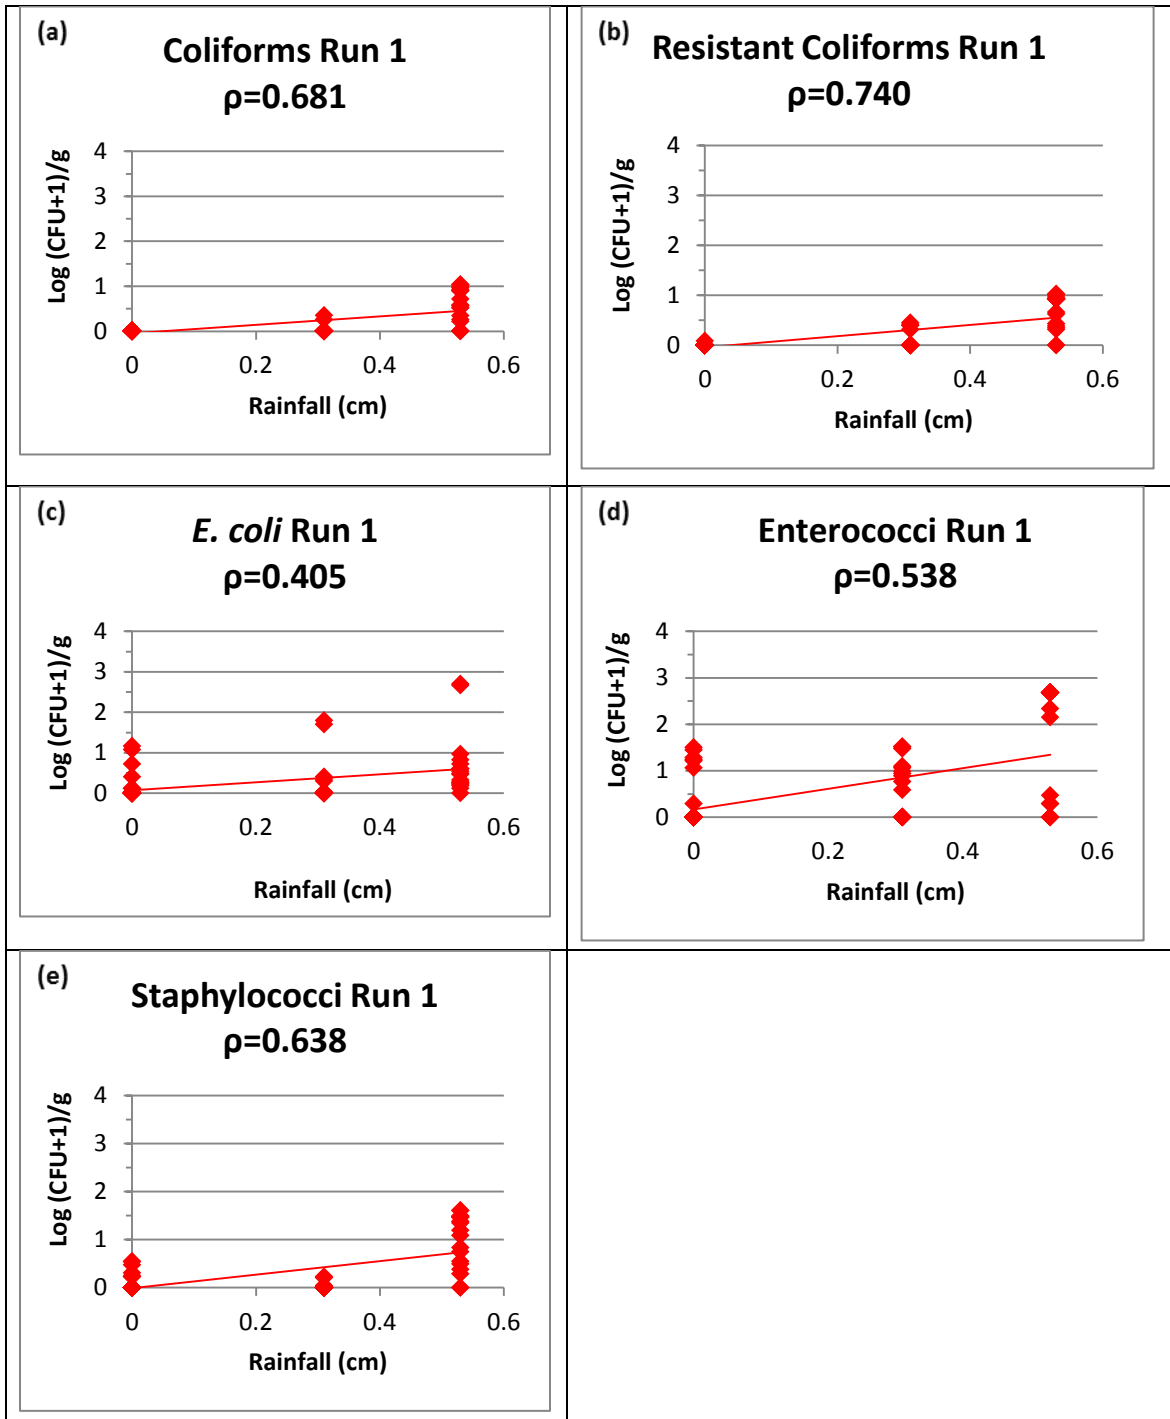 (a)
Coliforms Run 1
ρ=0.681
Log (CFU+1)/g
4
3
2
1
0
0 0.2 0.4 0.6
Rainfall (cm)
(b)
Resistant Coliforms Run 1
ρ=0.740
Log (CFU+1)/g
4
3
2
1
0
0 0.2 0.4 0.6
Rainfall (cm)
(c)
E. coli Run 1
ρ=0.405
Log (CFU+1)/g
4
3
2
1
0
0 0.2 0.4 0.6
Rainfall (cm)
(d)
Enterococci Run 1
ρ=0.538
Log (CFU+1)/g
4
3
2
1
0
0 0.2 0.4 0.6
Rainfall (cm)
(e)
Staphylococci Run 1
ρ=0.638
Log (CFU+1)/g
4
3
2
1
0
0 0.2 0.4 0.6
Rainfall (cm)